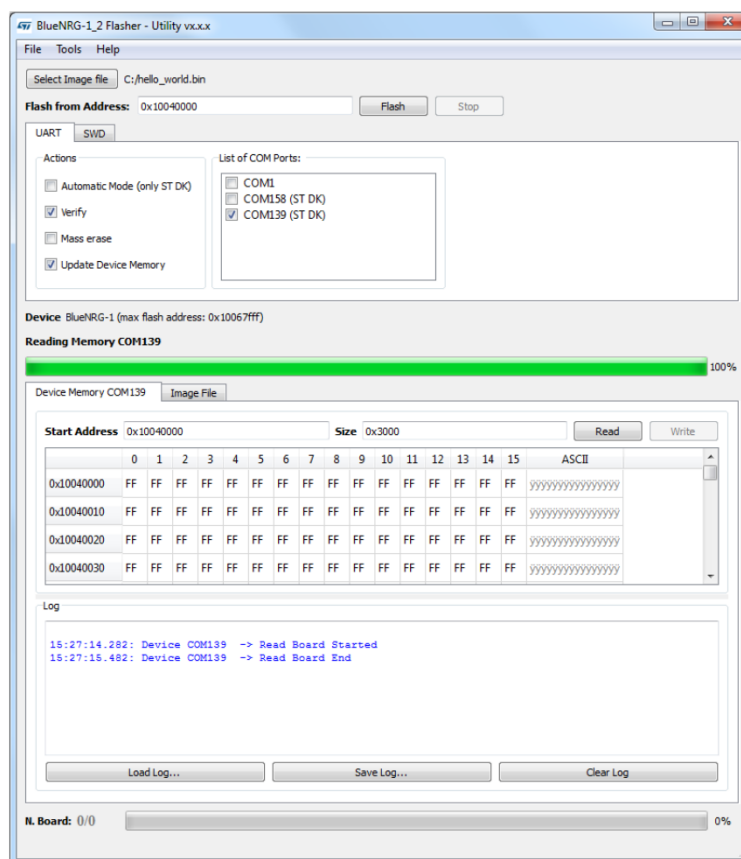 BlueNRG-1_2 Flasher - Utility vx.x.x
File Tools Help
Select Image file C:/hello_world.bin
Flash from Address: 0x10040000 Flash Stop
UART SWD
Actions List of COM Ports:
Automatic Mode (only ST DK) COM1
Verify COM158 (ST DK)
Mass erase COM139 (ST DK)
Update Device Memory
Device BlueNRG-1 (max flash address: 0x10067fff)
Reading Memory COM139
100%
Device Memory COM139 Image File
Start Address 0x10040000 Size 0x3000 Read Write
0 1 2 3 4 5 6 7 8 9 10 11 12 13 14 15 ASCII
0x10040000 FF FF FF FF FF FF FF FF FF FF FF FF FF FF FF FF ÿÿÿÿÿÿÿÿÿÿÿÿÿÿÿÿ
0x10040010 FF FF FF FF FF FF FF FF FF FF FF FF FF FF FF FF ÿÿÿÿÿÿÿÿÿÿÿÿÿÿÿÿ
0x10040020 FF FF FF FF FF FF FF FF FF FF FF FF FF FF FF FF ÿÿÿÿÿÿÿÿÿÿÿÿÿÿÿÿ
0x10040030 FF FF FF FF FF FF FF FF FF FF FF FF FF FF FF FF ÿÿÿÿÿÿÿÿÿÿÿÿÿÿÿÿ
Log
15:27:14.282: Device COM139 -> Read Board Started
15:27:15.482: Device COM139 -> Read Board End
Load Log... Save Log... Clear Log
N. Board: 0/0 0%